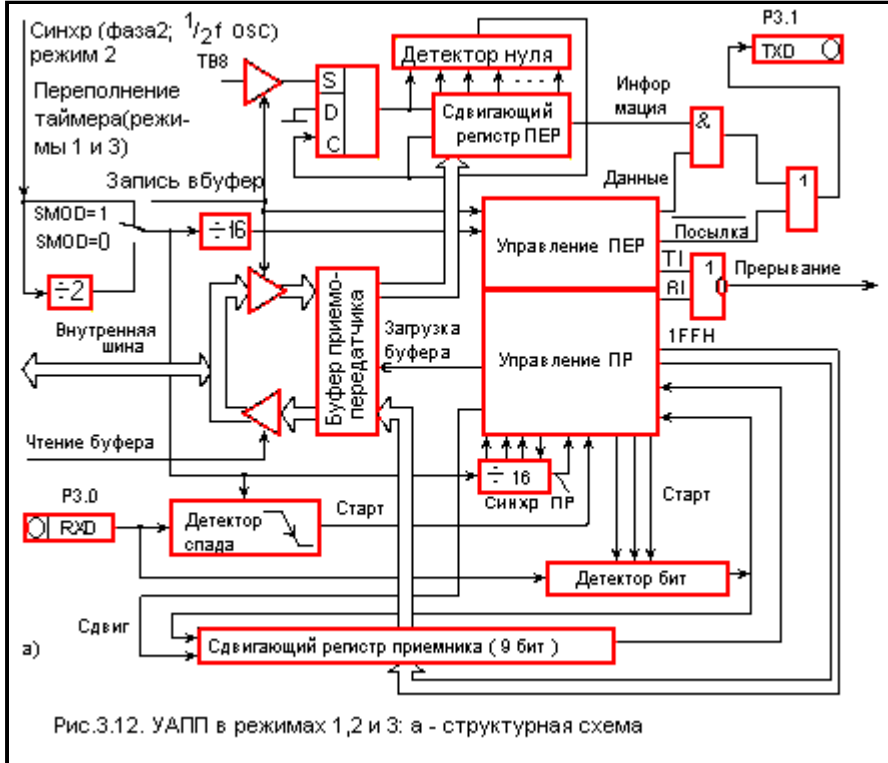 Синхр (фаза2; 1/2f OSC)
режим 2
Переполнение
таймера(режи-
мы 1 и 3)
TB8
S
D
C
Детектор нуля
Сдвигающий
регистр ПЕР
Инфор
мация
P3.1
TXD
&
1
Данные
Посылка
Запись вбуфер
SMOD=1
SMOD=0
÷16
÷2
Управление ПЕР
TI
RI
1
Прерывание
1FFH
Внутренняя
шина
Буфер приемо-
передатчика
Загрузка
буфера
Управление ПР
Чтение буфера
÷ 16
Синхр ПР
P3.0
RXD
Детектор
спада
Старт
Старт
Детектор бит
Сдвиг
а)
Сдвигающий регистр приемника ( 9 бит )
Рис.3.12. УАПП в режимах 1,2 и 3: а - структурная схема